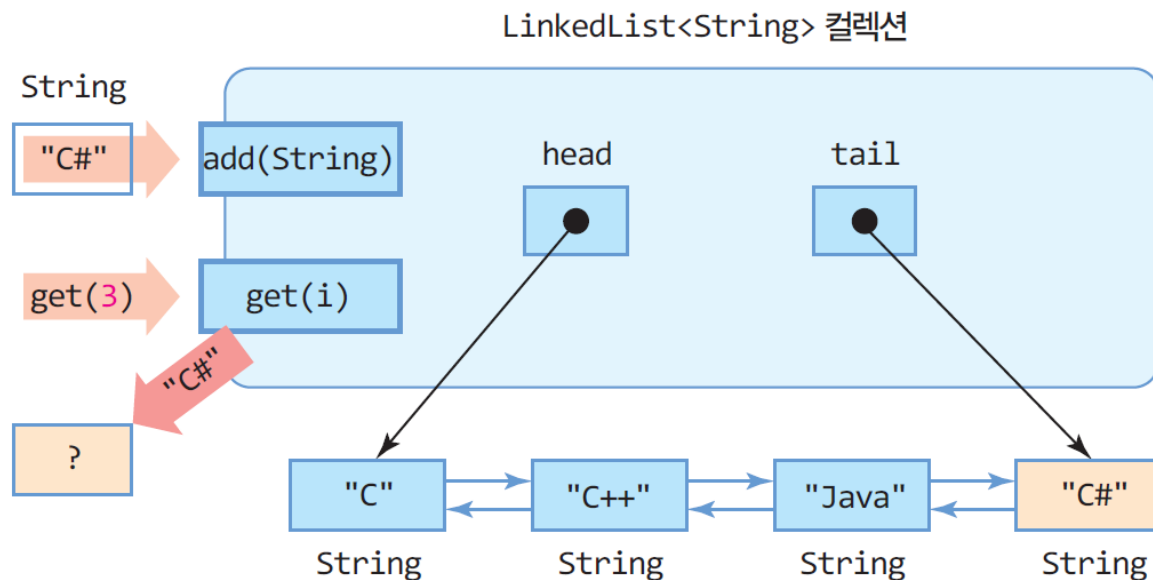 LinkedList<String> 컬렉션
String
"C#"
add(String)
head
tail
get(3)
get(i)
"C#"
?
"C"
"C++"
"Java"
"C#"
String
String
String
String